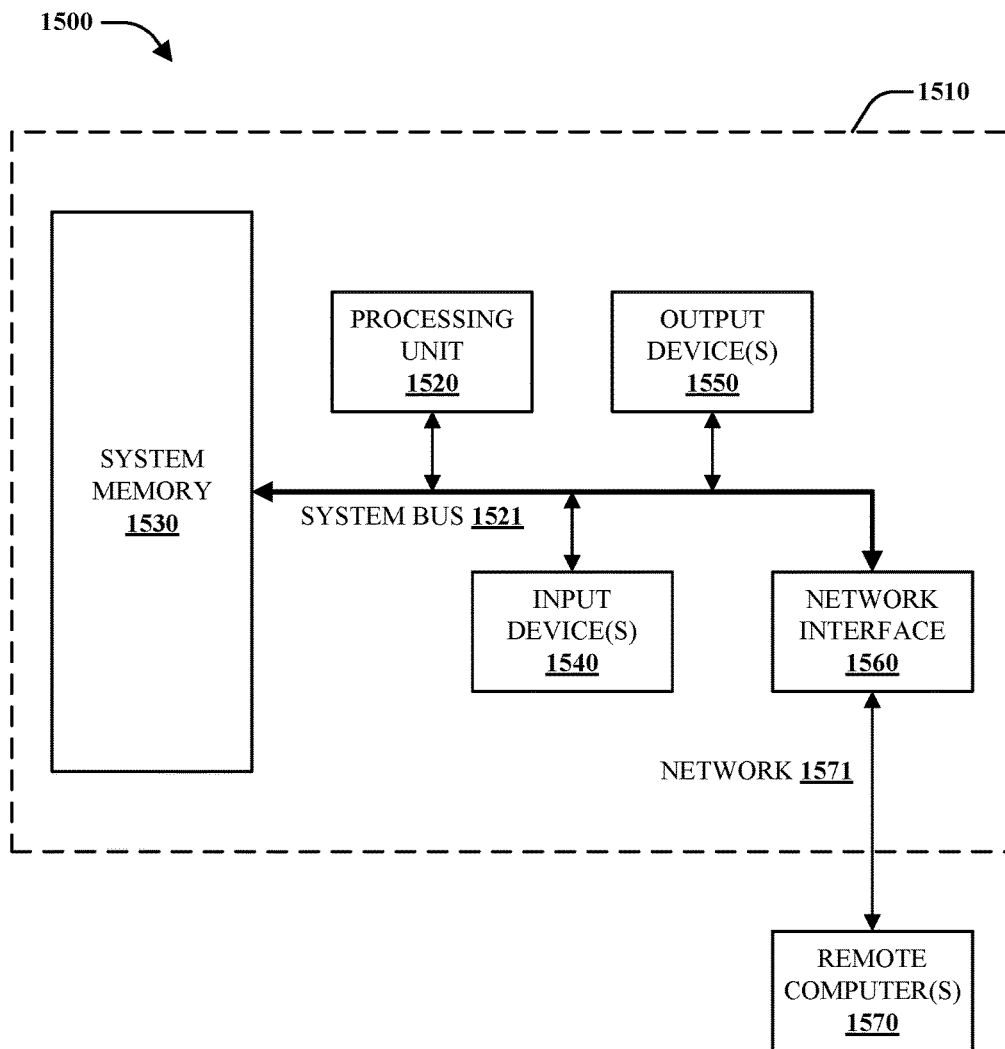 1500
1510
PROCESSING
UNIT
1520
OUTPUT
DEVICE(S)
1550
SYSTEM
MEMORY
1530
SYSTEM BUS 1521
INPUT
DEVICE(S)
1540
NETWORK
INTERFACE
1560
NETWORK 1571
REMOTE
COMPUTER(S)
1570